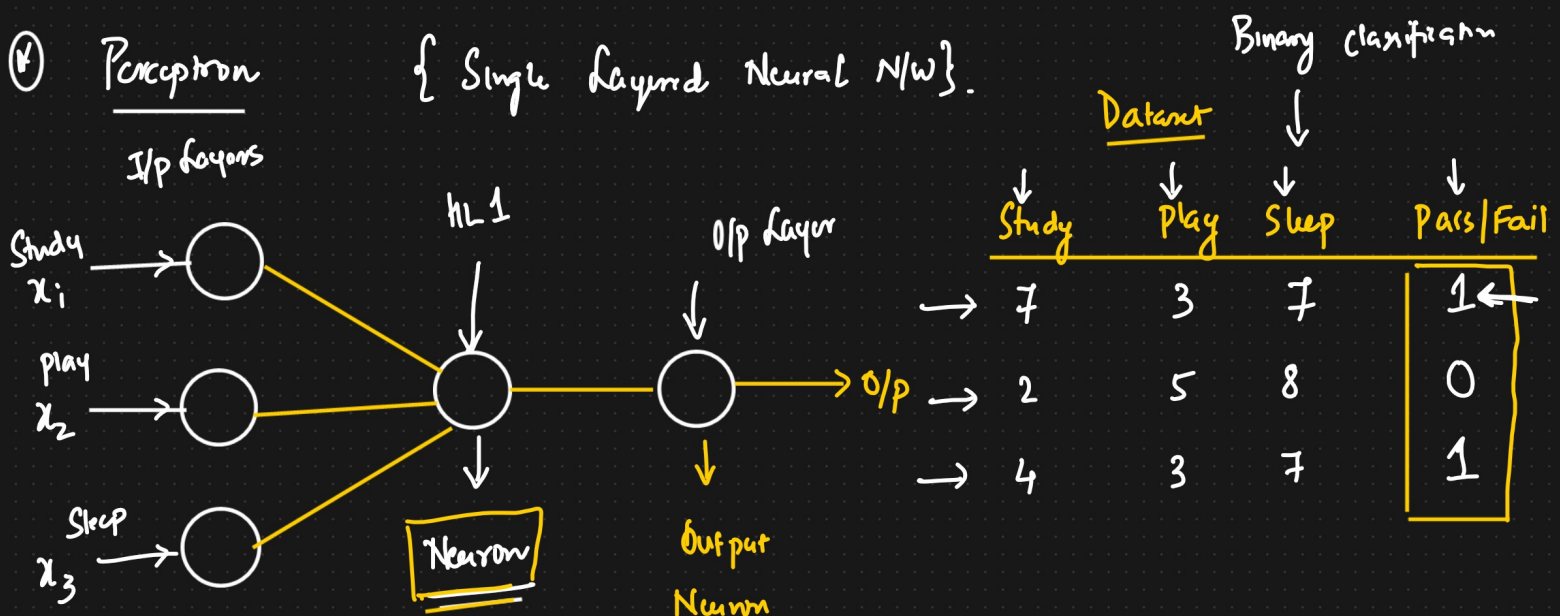 Perceptron { Single Layered Neural N/W}.
Binary Classification
Dataset
I/p Layers
HL 1
O/p Layer
Study Play Sleep Pass/Fail
Study
x1
7 3 7 1
play
x2
O/p
2 5 8 0
4 3 7 1
Sleep
x3
Neuron
Output
Neuron